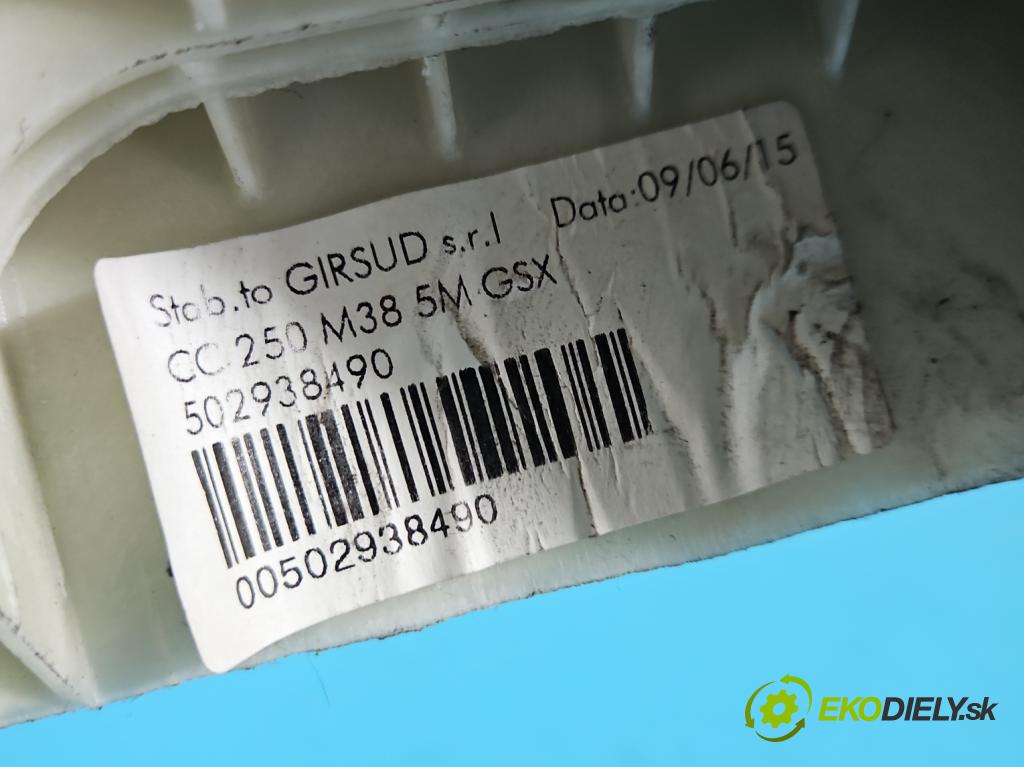 Stab.to GIRSUD s.r.l Data:09/06/15
CC 250 M38 5M GSX
502938490
00502938490
EKODIELY.sk